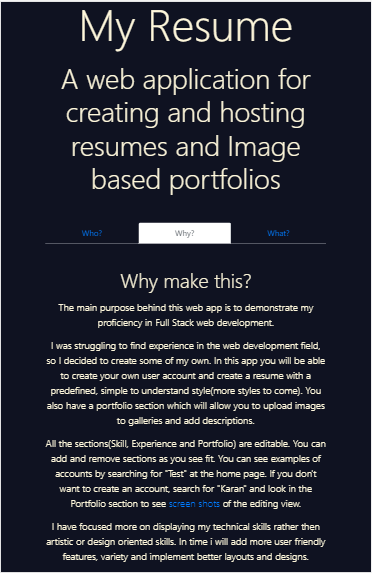 My Resume
A web application for
creating and hosting
resumes and Image
based portfolios
Who? Why? What?
Why make this?
The main purpose behind this web app is to demonstrate my
proficiency in Full Stack web development.
I was struggling to find experience in the web development field,
so I decided to create some of my own. In this app you will be able
to create your own user account and create a resume with a
predefined, simple to understand style(more styles to come). You
also have a portfolio section which will allow you to upload images
to galleries and add descriptions.
All the sections(Skill, Experience and Portfolio) are editable. You can
add and remove sections as you see fit. You can see examples of
accounts by searching for "Test" at the home page. If you don't
want to create an account, search for "Karan" and look in the
Portfolio section to see screen shots of the editing view.
I have focused more on displaying my technical skills rather then
artistic or design oriented skills. In time i will add more user friendly
features, variety and implement better layouts and designs.